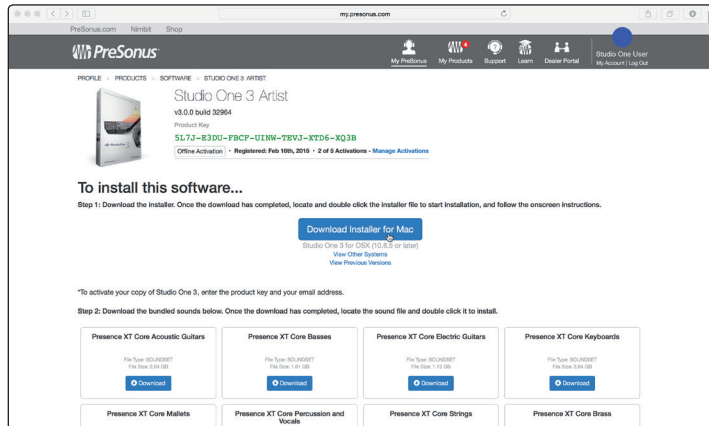 my.presonus.com
PreSonus.com Nimbit Shop
PreSonus
4
My PreSonus My Products Support Learn Dealer Portal
Studio One User
My Account | Log Out
PROFILE > PRODUCTS > SOFTWARE > STUDIO ONE 3 ARTIST
Studio One 3 Artist
v3.0.0 build 32964
Product Key
5L7J-E3DU-FBCF-UINW-TEVJ-XTD6-XQ3B
Offline Activation • Registered: Feb 16th, 2015 • 2 of 5 Activations - Manage Activations
To install this software...
Step 1: Download the installer. Once the download has completed, locate and double click the installer file to start installation, and follow the onscreen instructions.
Download Installer for Mac
Studio One 3 for OSX (10.8.5 or later)
View Other Systems
View Previous Versions
*To activate your copy of Studio One 3, enter the product key and your email address.
Step 2: Download the bundled sounds below. Once the download has completed, locate the sound file and double click it to install.
Presence XT Core Acoustic Guitars
File Type: SOUNDSET
File Size: 2.04 GB
Download
Presence XT Core Basses
File Type: SOUNDSET
File Size: 1.61 GB
Download
Presence XT Core Electric Guitars
File Type: SOUNDSET
File Size: 1.10 GB
Download
Presence XT Core Keyboards
File Type: SOUNDSET
File Size: 2.64 GB
Download
Presence XT Core Mallets
Presence XT Core Percussion and
Vocals
Presence XT Core Strings
Presence XT Core Brass